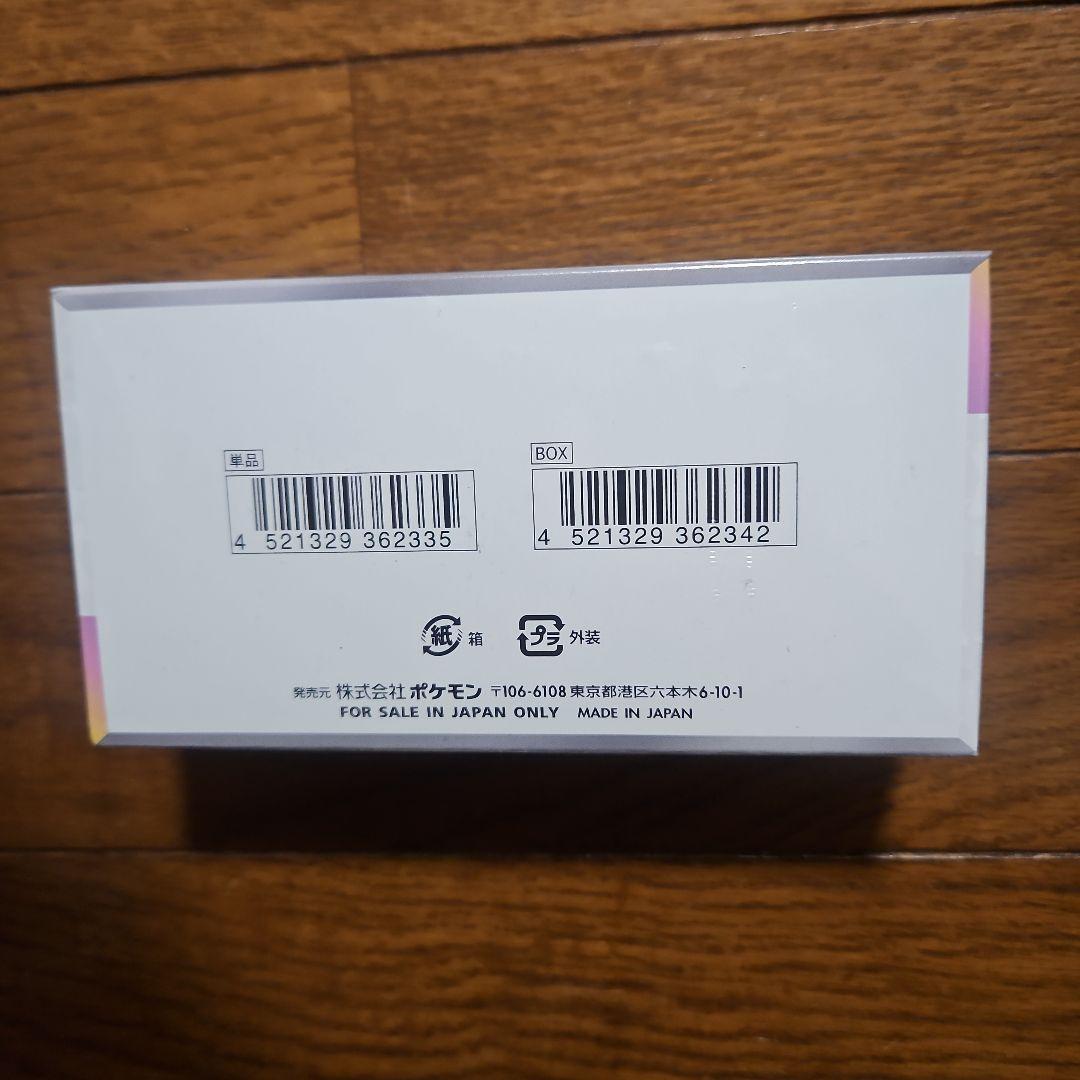 単品
BOX
4 521329 362335
4 521329 362342
紙 箱
プラ 外装
発売元 株式会社 ポケモン 〒106-6108 東京都港区六本木6-10-1
FOR SALE IN JAPAN ONLY MADE IN JAPAN